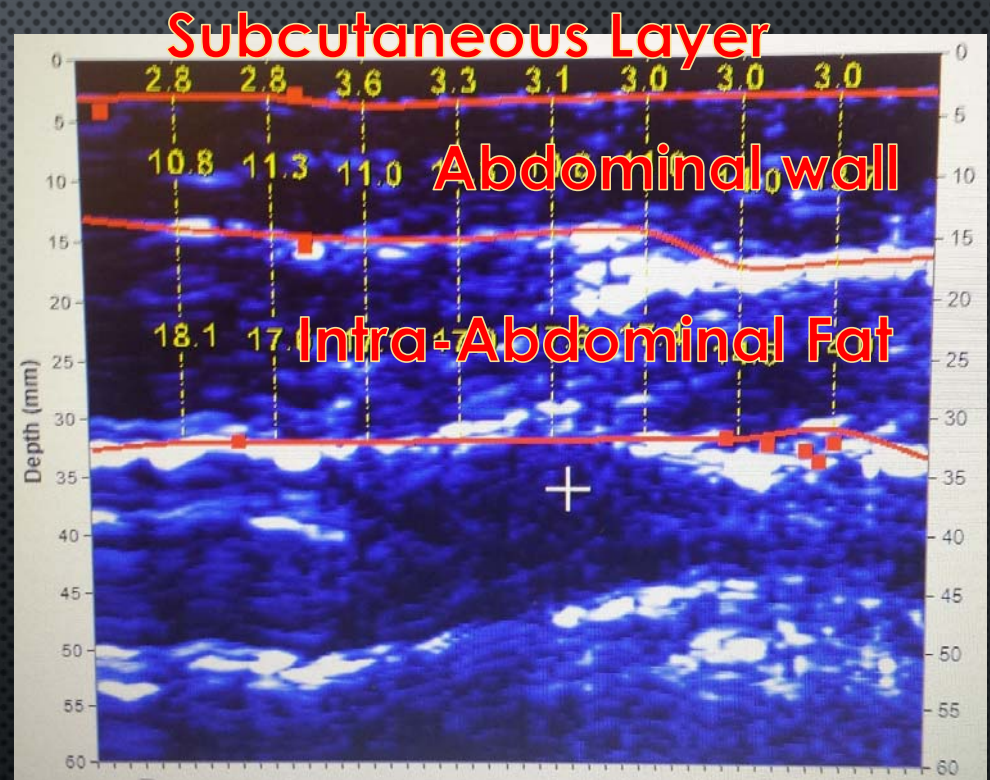 Subcutaneous Layer
0 0
2.8 2.8 3.6 3.3 3.1 3.0 3.0 3.0
5 5
Abdominal wall
10.8 11.3 11.0
10 10
15 15
20 20
18.1
Intra-Abdominal Fat
25 25
30 30
Depth (mm)
35 35
40 40
45 45
50 50
55 55
60 60